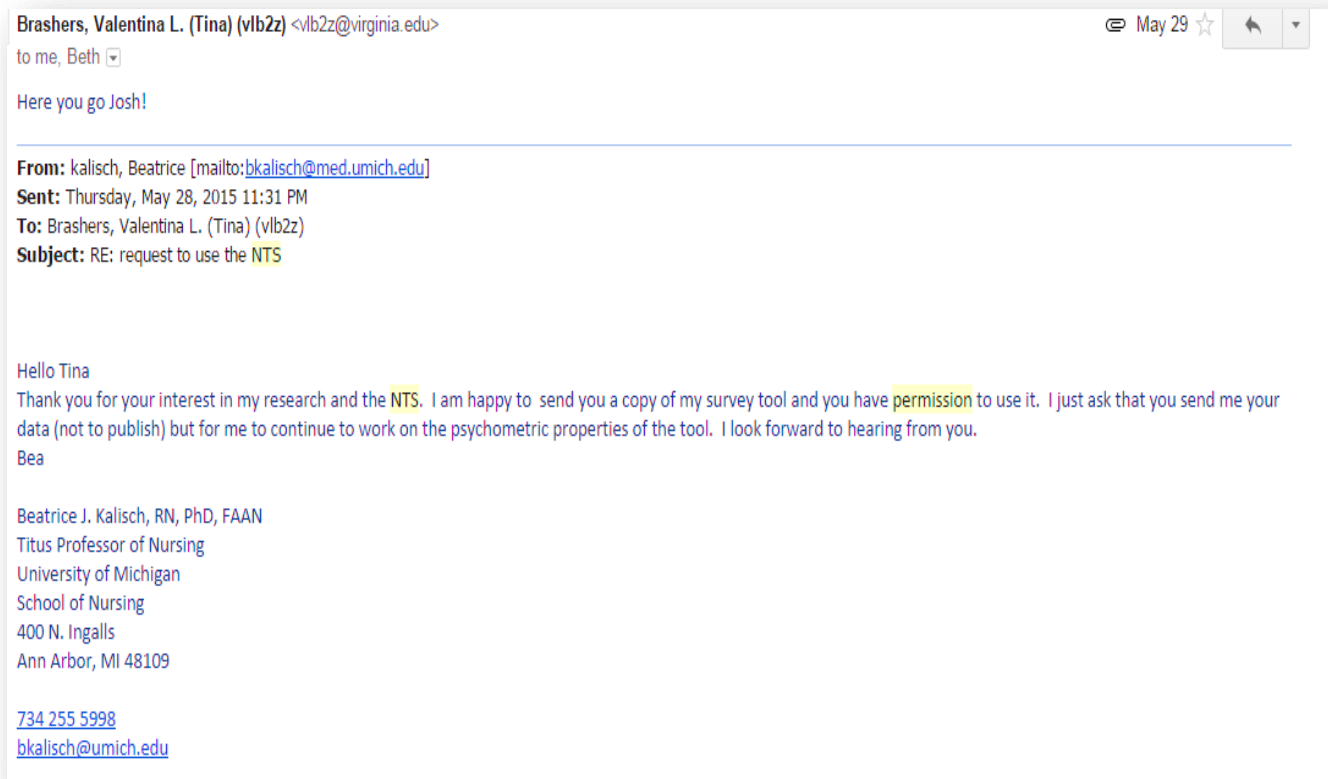 Brashers, Valentina L. (Tina) (vlb2z) <vlb2z@virginia.edu> May 29
to me, Beth
Here you go Josh!
From: kalisch, Beatrice [mailto:bkalisch@med.umich.edu]
Sent: Thursday, May 28, 2015 11:31 PM
To: Brashers, Valentina L. (Tina) (vlb2z)
Subject: RE: request to use the NTS
Hello Tina
Thank you for your interest in my research and the NTS. I am happy to send you a copy of my survey tool and you have permission to use it. I just ask that you send me your
data (not to publish) but for me to continue to work on the psychometric properties of the tool. I look forward to hearing from you.
Bea
Beatrice J. Kalisch, RN, PhD, FAAN
Titus Professor of Nursing
University of Michigan
School of Nursing
400 N. Ingalls
Ann Arbor, MI 48109
734 255 5998
bkalisch@umich.edu